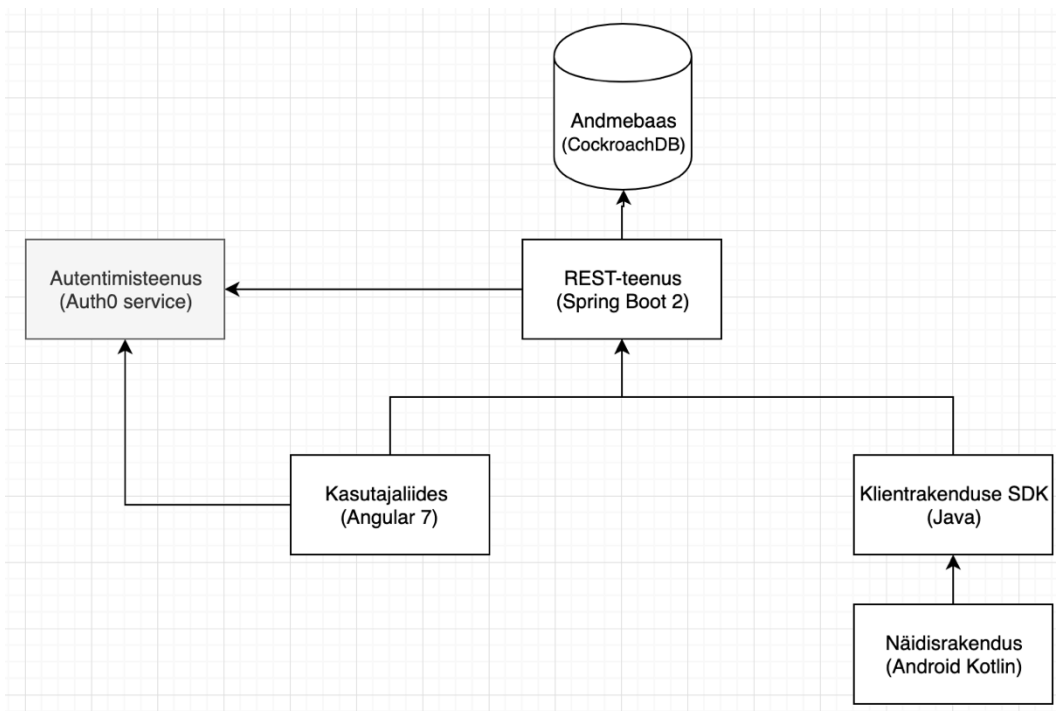 Andmebaas
(CockroachDB)
Autentimisteenus
(Auth0 service)
REST-teenus
(Spring Boot 2)
Kasutajaliides
(Angular 7)
Klientrakenduse SDK
(Java)
Näidisrakendus
(Android Kotlin)